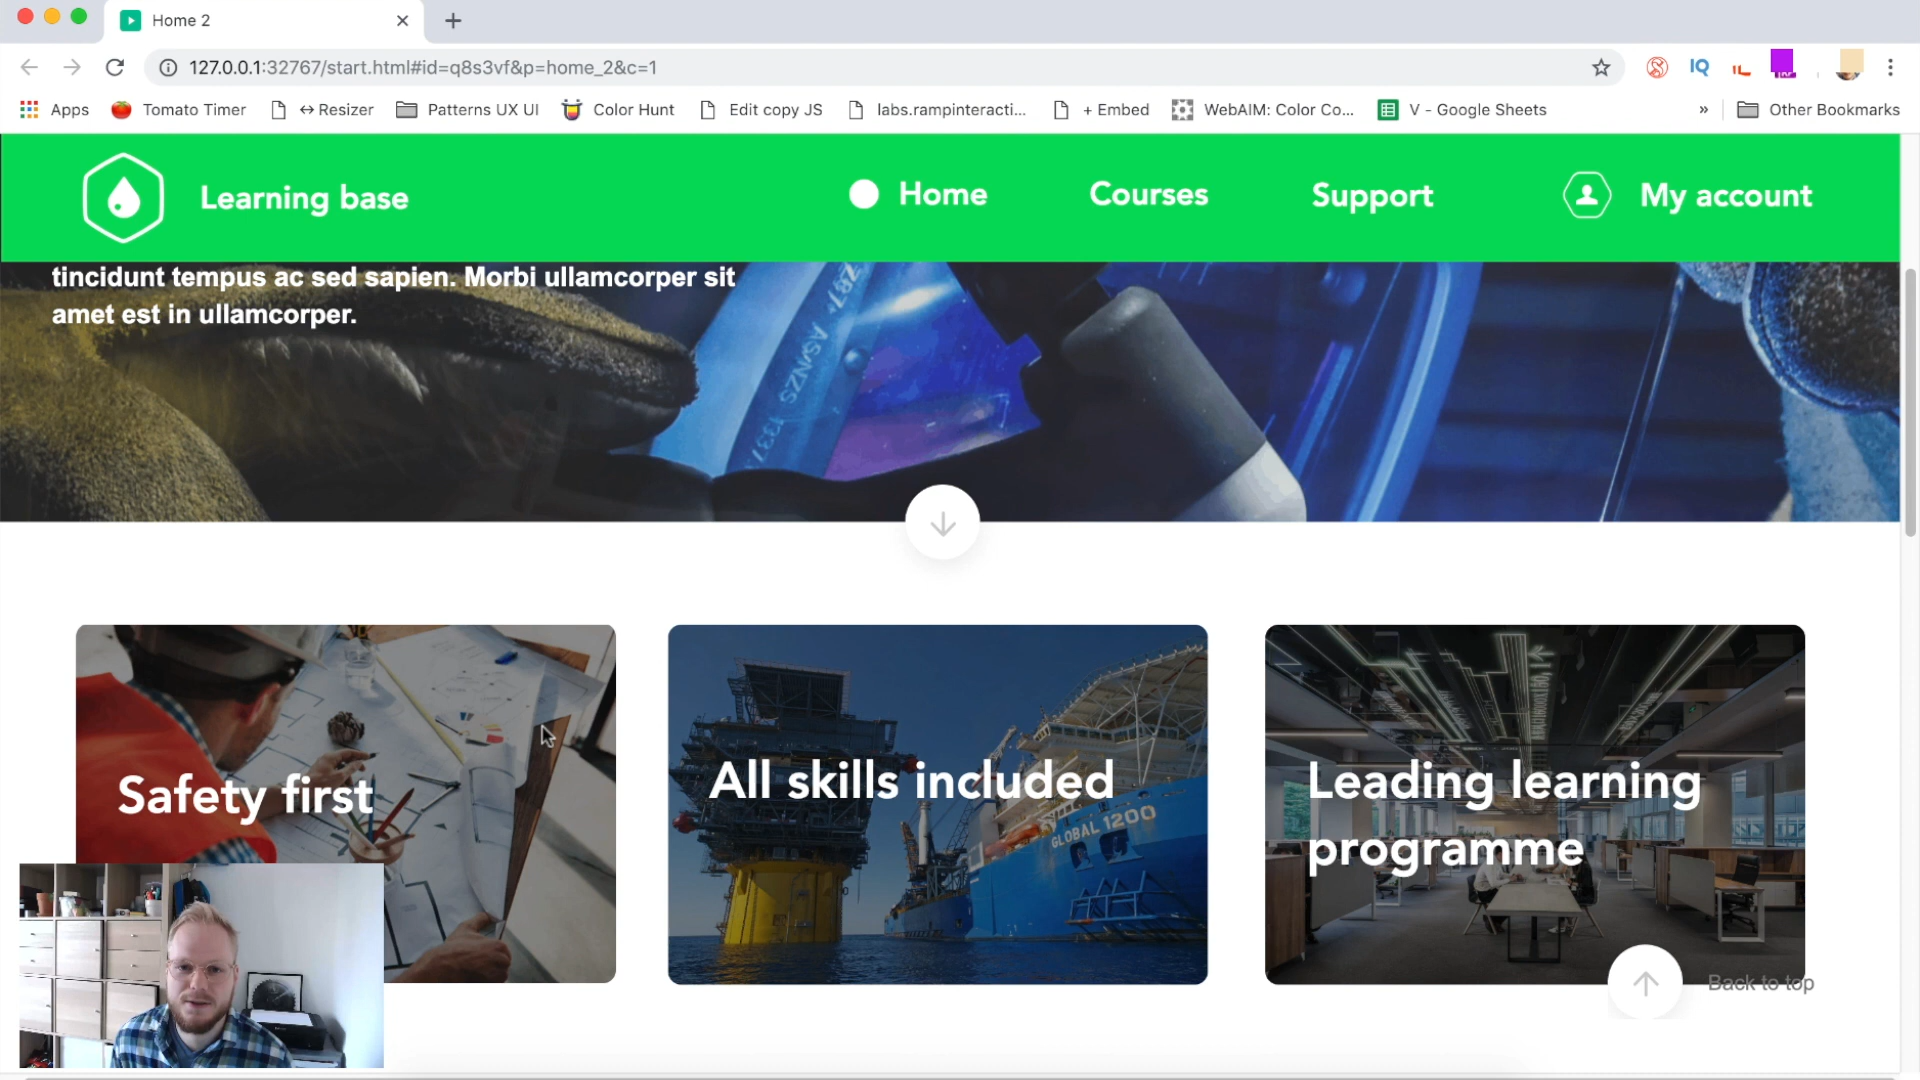 Home 2
127.0.0.1:32767/start.html#id=q8s3vf&p=home_2&c=1
IQ
Apps
Tomato Timer
↔ Resizer
Patterns UX UI
Color Hunt
Edit copy JS
labs.rampinteracti...
+ Embed
WebAIM: Color Co...
V - Google Sheets
»
Other Bookmarks
Learning base
Home
Courses
Support
My account
tincidunt tempus ac sed sapien. Morbi ullamcorper sit
amet est in ullamcorper.
Safety first
All skills included
GLOBAL 1200
Leading learning
programme
Back to top